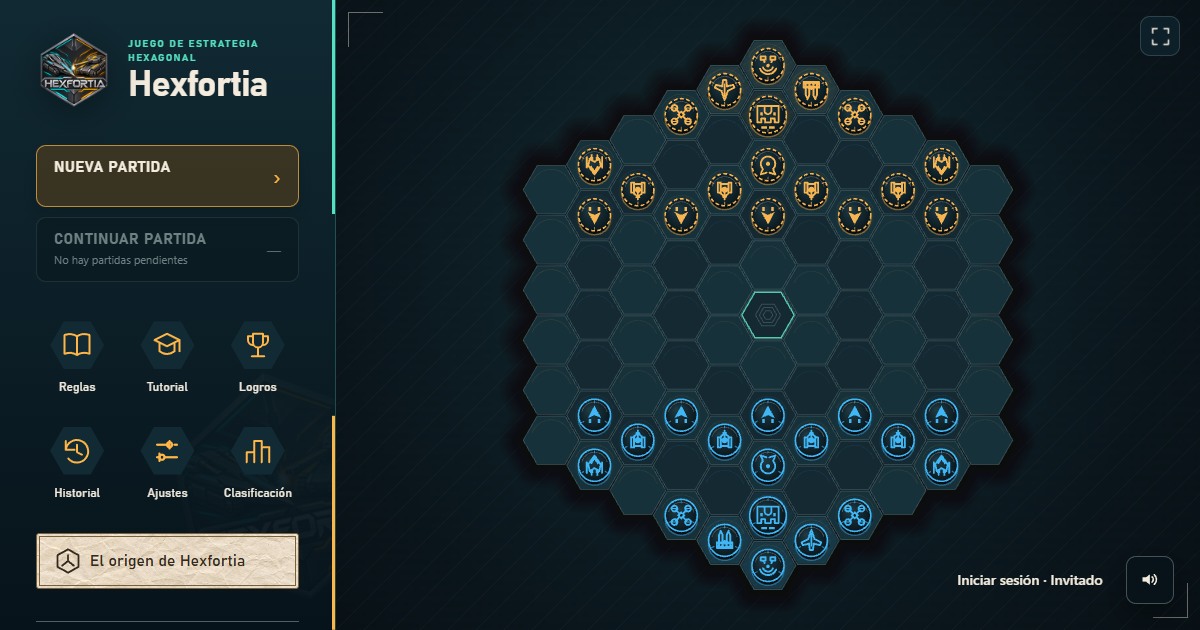 HEXFORTIA
JUEGO DE ESTRATEGIA
HEXAGONAL
Hexfortia
NUEVA PARTIDA
CONTINUAR PARTIDA
No hay partidas pendientes
Reglas
Tutorial
Logros
Historial
Ajustes
Clasificación
El origen de Hexfortia
Iniciar sesión · Invitado